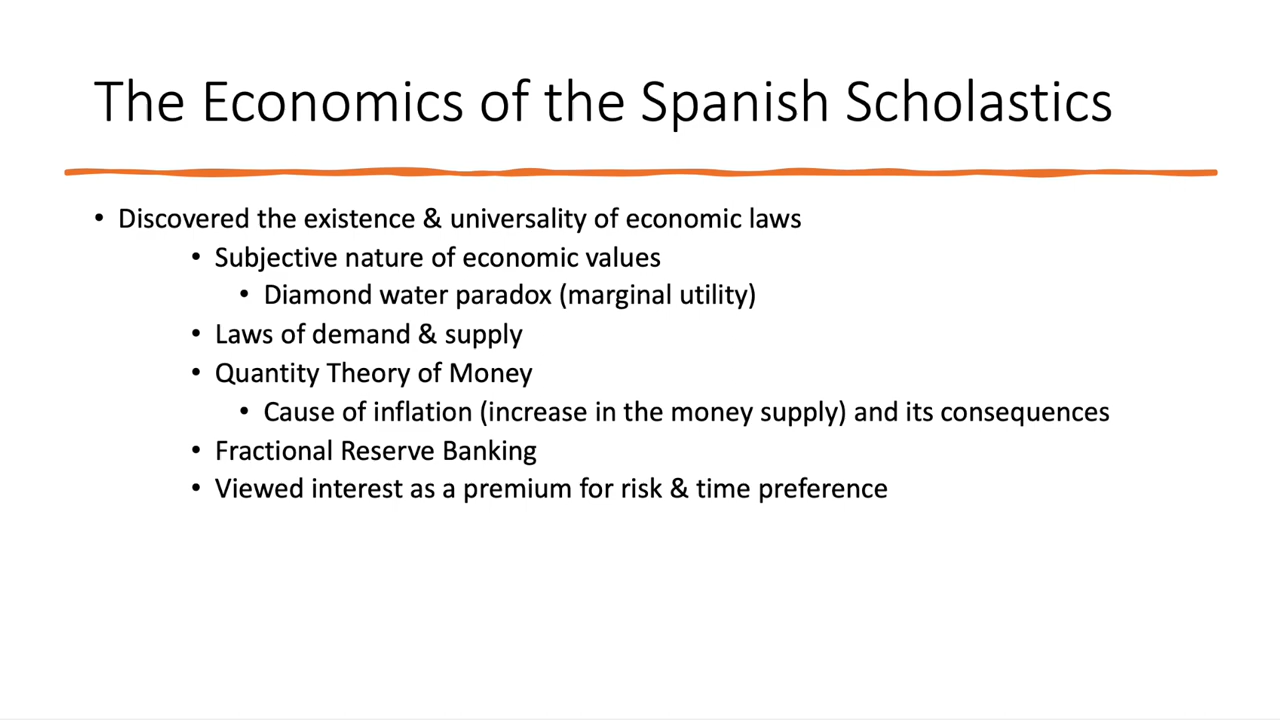 The Economics of the Spanish Scholastics
• Discovered the existence & universality of economic laws
• Subjective nature of economic values
• Diamond water paradox (marginal utility)
• Laws of demand & supply
• Quantity Theory of Money
• Cause of inflation (increase in the money supply) and its consequences
• Fractional Reserve Banking
• Viewed interest as a premium for risk & time preference